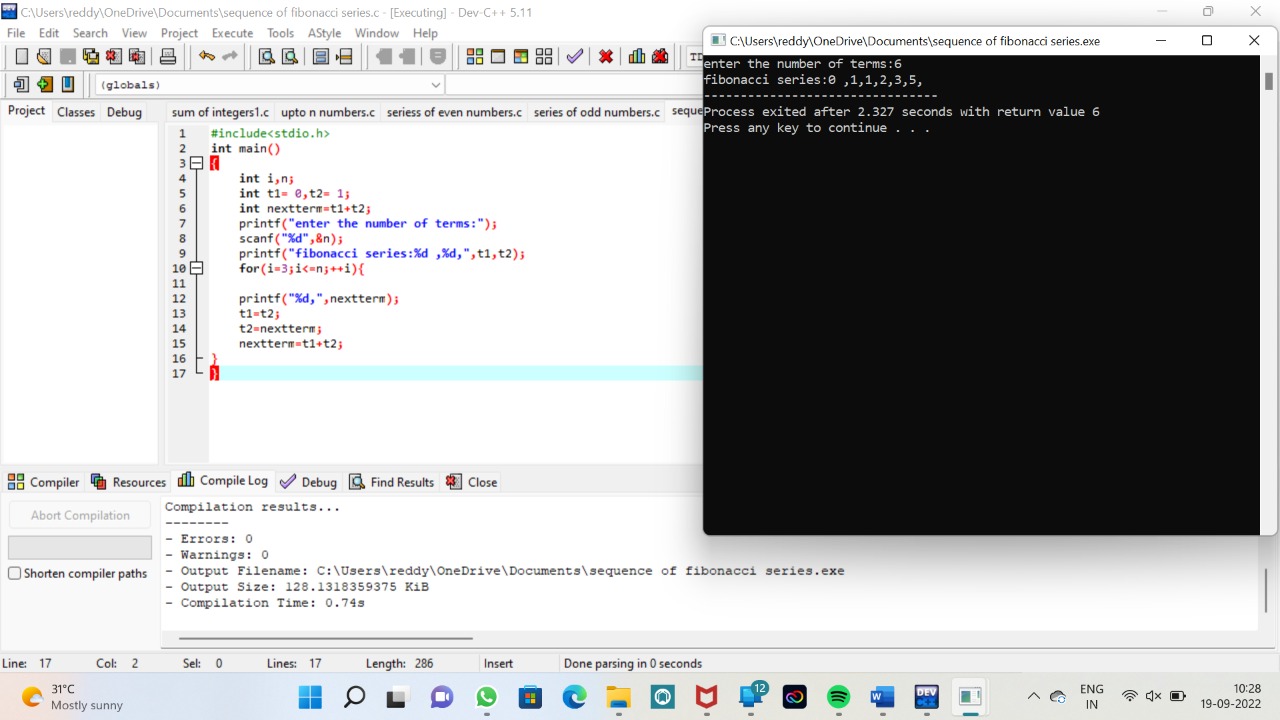 C:\Users\reddy\OneDrive\Documents\sequence of fibonacci series.c - [Executing] - Dev-C++ 5.11
File Edit Search View Project Execute Tools AStyle Window Help
(globals)
Project Classes Debug
sum of integers1.c upto n numbers.c seriess of even numbers.c series of odd numbers.c seque
1 #include<stdio.h>
2 int main()
3 {
4 int i,n;
5 int t1= 0,t2= 1;
6 int nextterm=t1+t2;
7 printf("enter the number of terms:");
8 scanf("%d",&n);
9 printf("fibonacci series:%d ,%d,",t1,t2);
10 for(i=3;i<=n;++i){
11
12 printf("%d,",nextterm);
13 t1=t2;
14 t2=nextterm;
15 nextterm=t1+t2;
16 }
17 }
C:\Users\reddy\OneDrive\Documents\sequence of fibonacci series.exe
enter the number of terms:6
fibonacci series:0 ,1,1,2,3,5,
--------------------------------
Process exited after 2.327 seconds with return value 6
Press any key to continue . . .
Compiler Resources Compile Log Debug Find Results Close
Abort Compilation
Shorten compiler paths
Compilation results...
--------
- Errors: 0
- Warnings: 0
- Output Filename: C:\Users\reddy\OneDrive\Documents\sequence of fibonacci series.exe
- Output Size: 128.1318359375 KiB
- Compilation Time: 0.74s
Line: 17 Col: 2 Sel: 0 Lines: 17 Length: 286 Insert Done parsing in 0 seconds
31°C
Mostly sunny
12
DEV
ENG
IN
10:28
19-09-2022